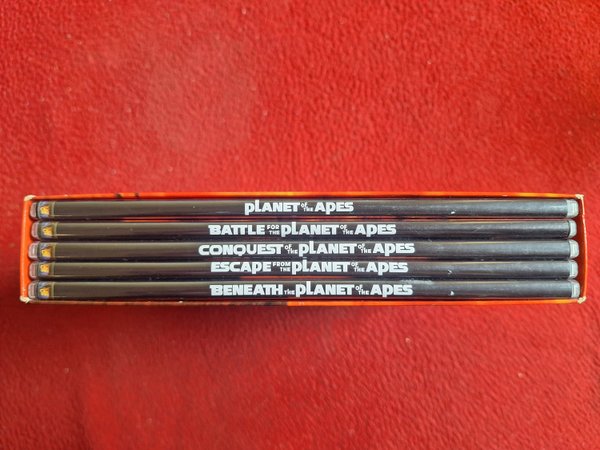 PLANET OF THE APES
BATTLE FOR THE PLANET OF THE APES
CONQUEST OF THE PLANET OF THE APES
ESCAPE FROM THE PLANET OF THE APES
BENEATH THE PLANET OF THE APES